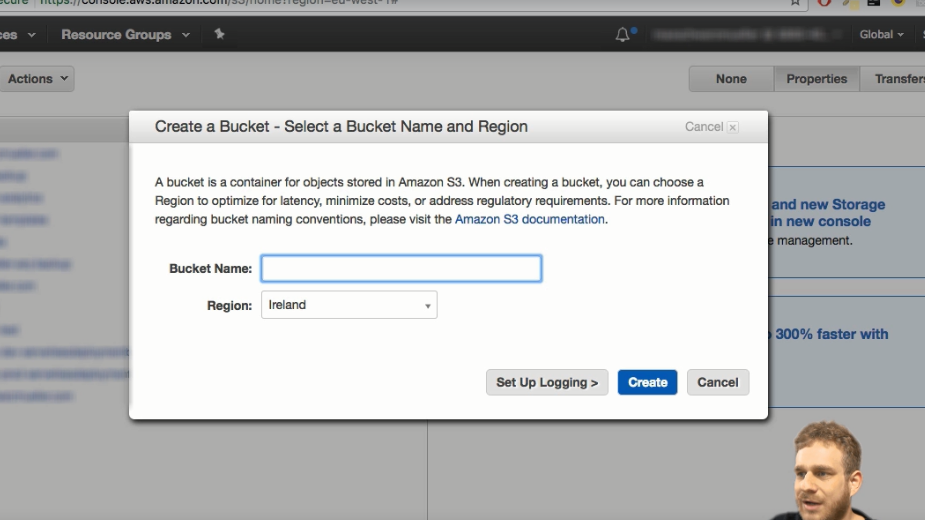 https://console.aws.amazon.com/s3/home?region=eu-west-1#
Resource Groups
Global
Actions
None
Properties
Transfers
Create a Bucket - Select a Bucket Name and Region
Cancel
A bucket is a container for objects stored in Amazon S3. When creating a bucket, you can choose a
Region to optimize for latency, minimize costs, or address regulatory requirements. For more information
regarding bucket naming conventions, please visit the Amazon S3 documentation.
and new Storage
in new console
management.
Bucket Name:
Region: Ireland
300% faster with
Set Up Logging >
Create
Cancel